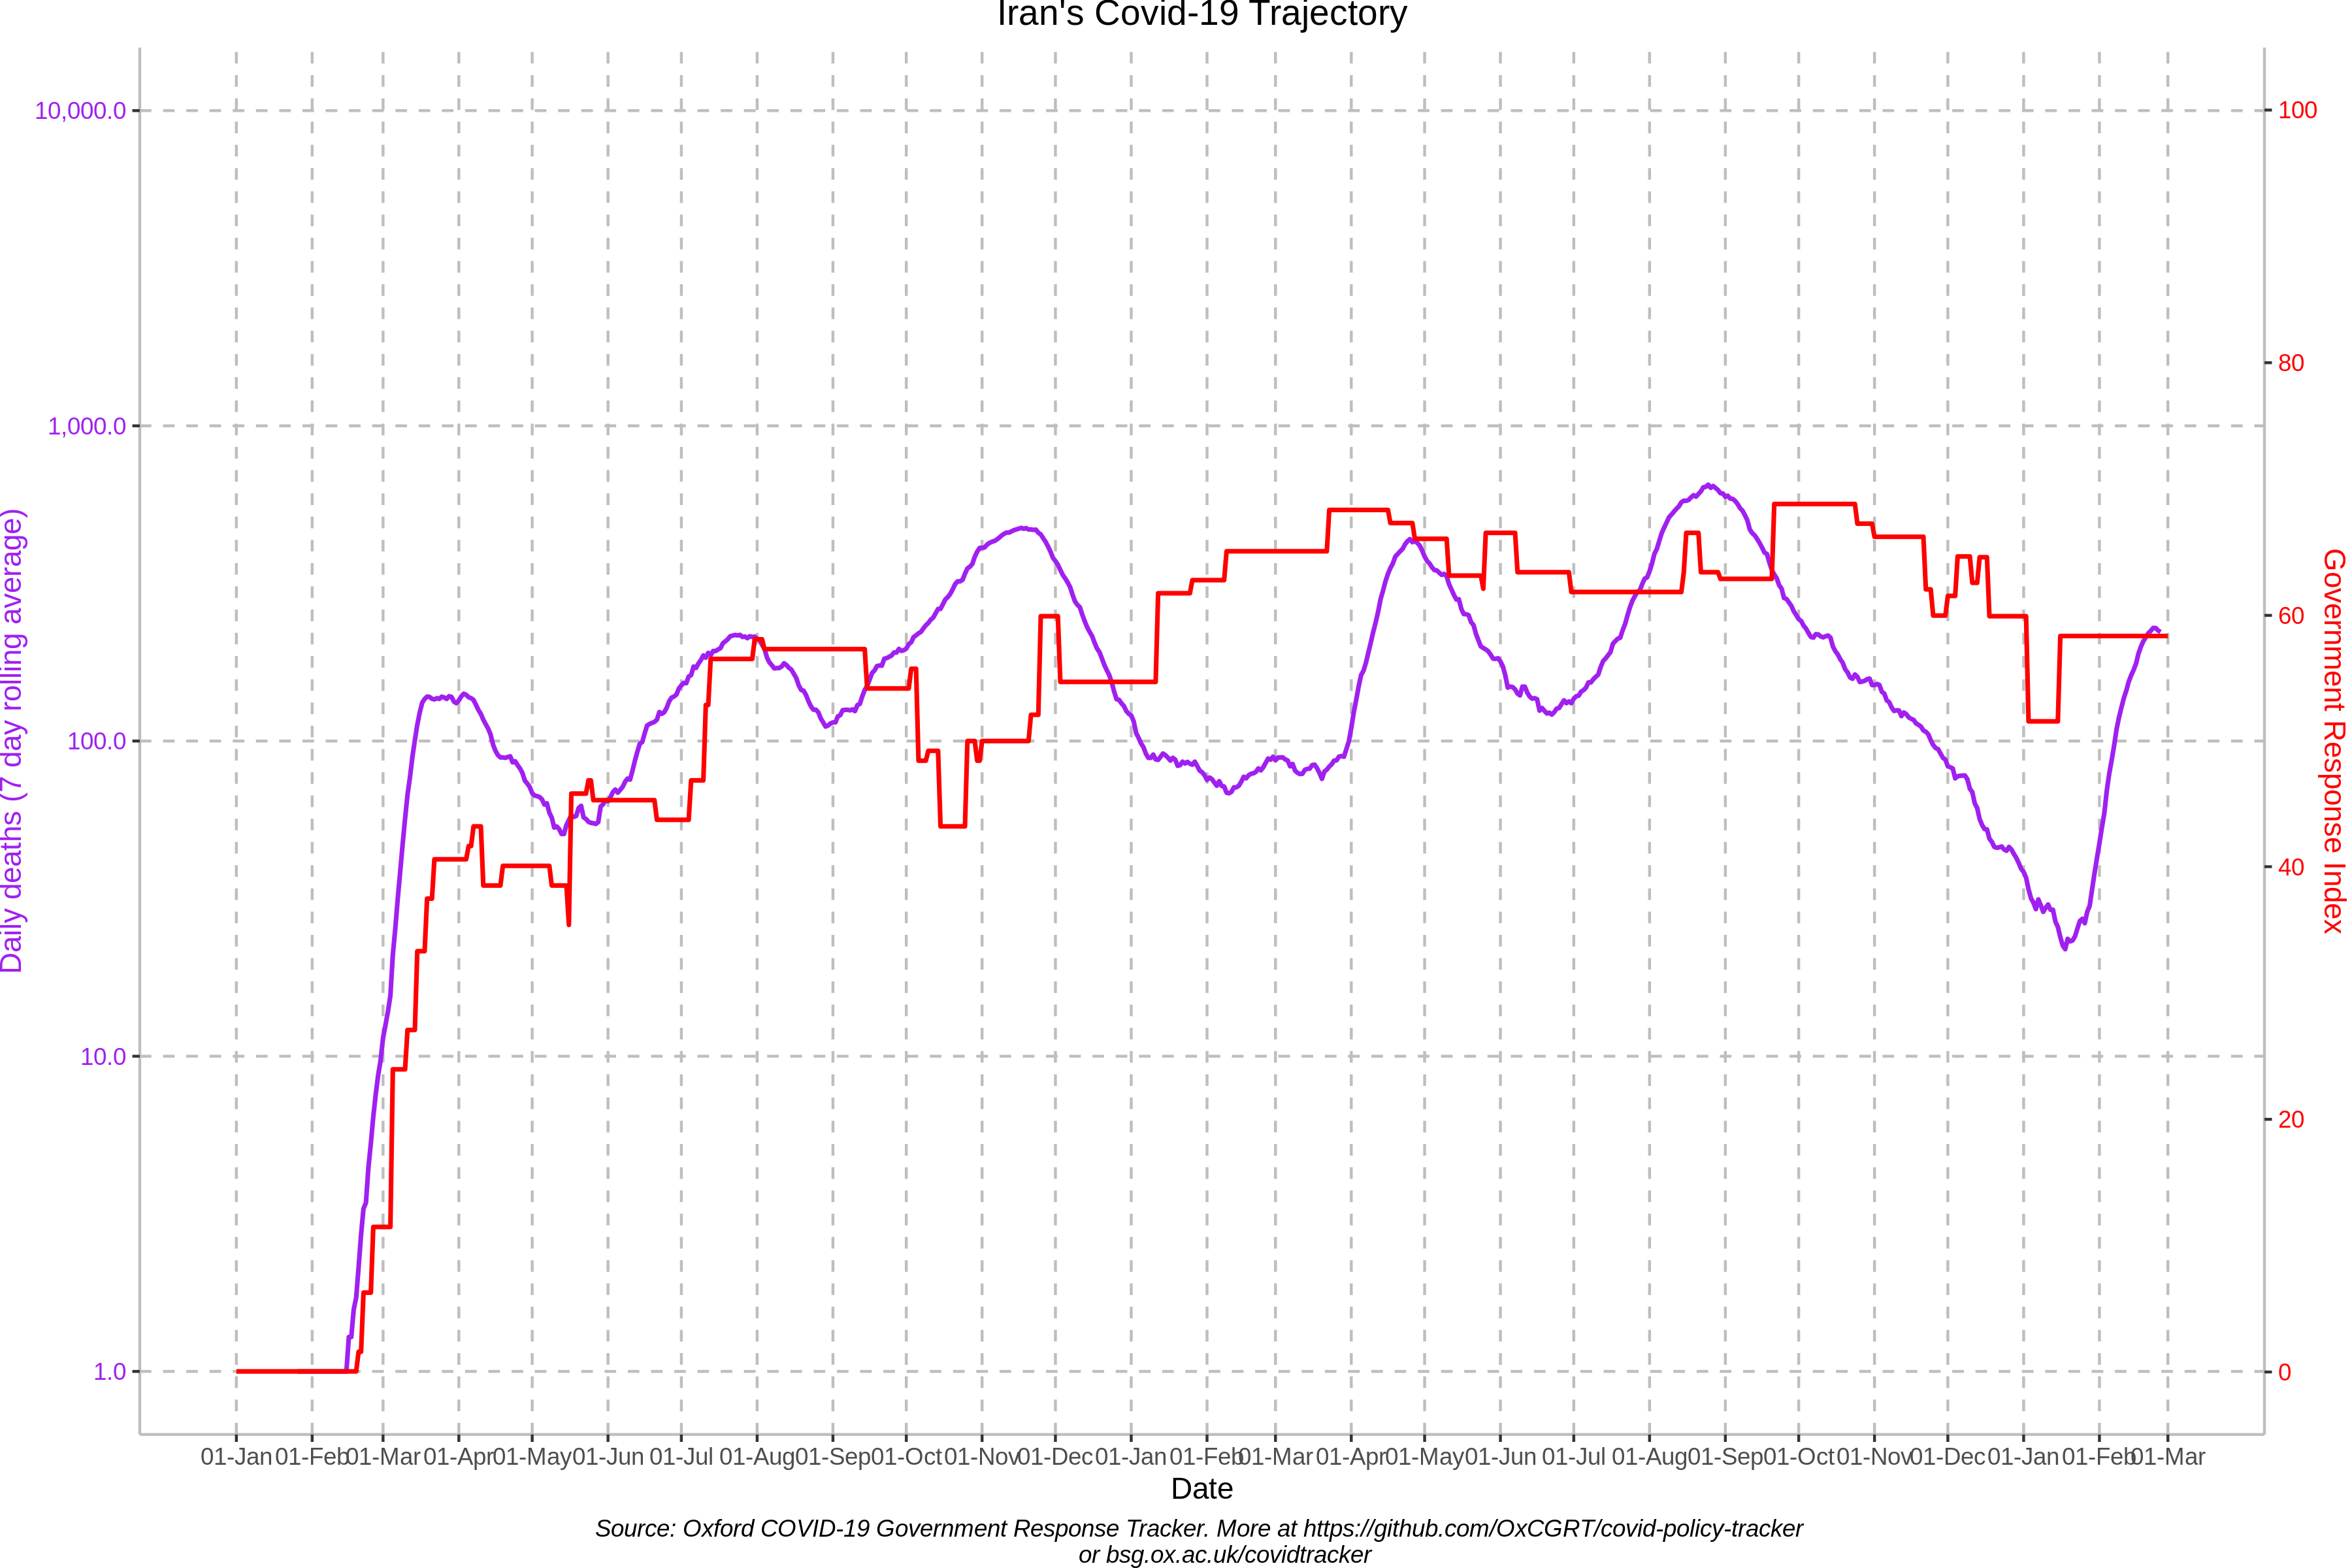 Iran's Covid-19 Trajectory
10,000.0
1,000.0
100.0
10.0
1.0
Daily deaths (7 day rolling average)
100
80
60
40
20
0
Government Response Index
01-Jan 01-Feb 01-Mar 01-Apr 01-May 01-Jun 01-Jul 01-Aug 01-Sep 01-Oct 01-Nov 01-Dec 01-Jan 01-Feb 01-Mar 01-Apr 01-May 01-Jun 01-Jul 01-Aug 01-Sep 01-Oct 01-Nov 01-Dec 01-Jan 01-Feb 01-Mar
Date
Source: Oxford COVID-19 Government Response Tracker. More at https://github.com/OxCGRT/covid-policy-tracker
or bsg.ox.ac.uk/covidtracker